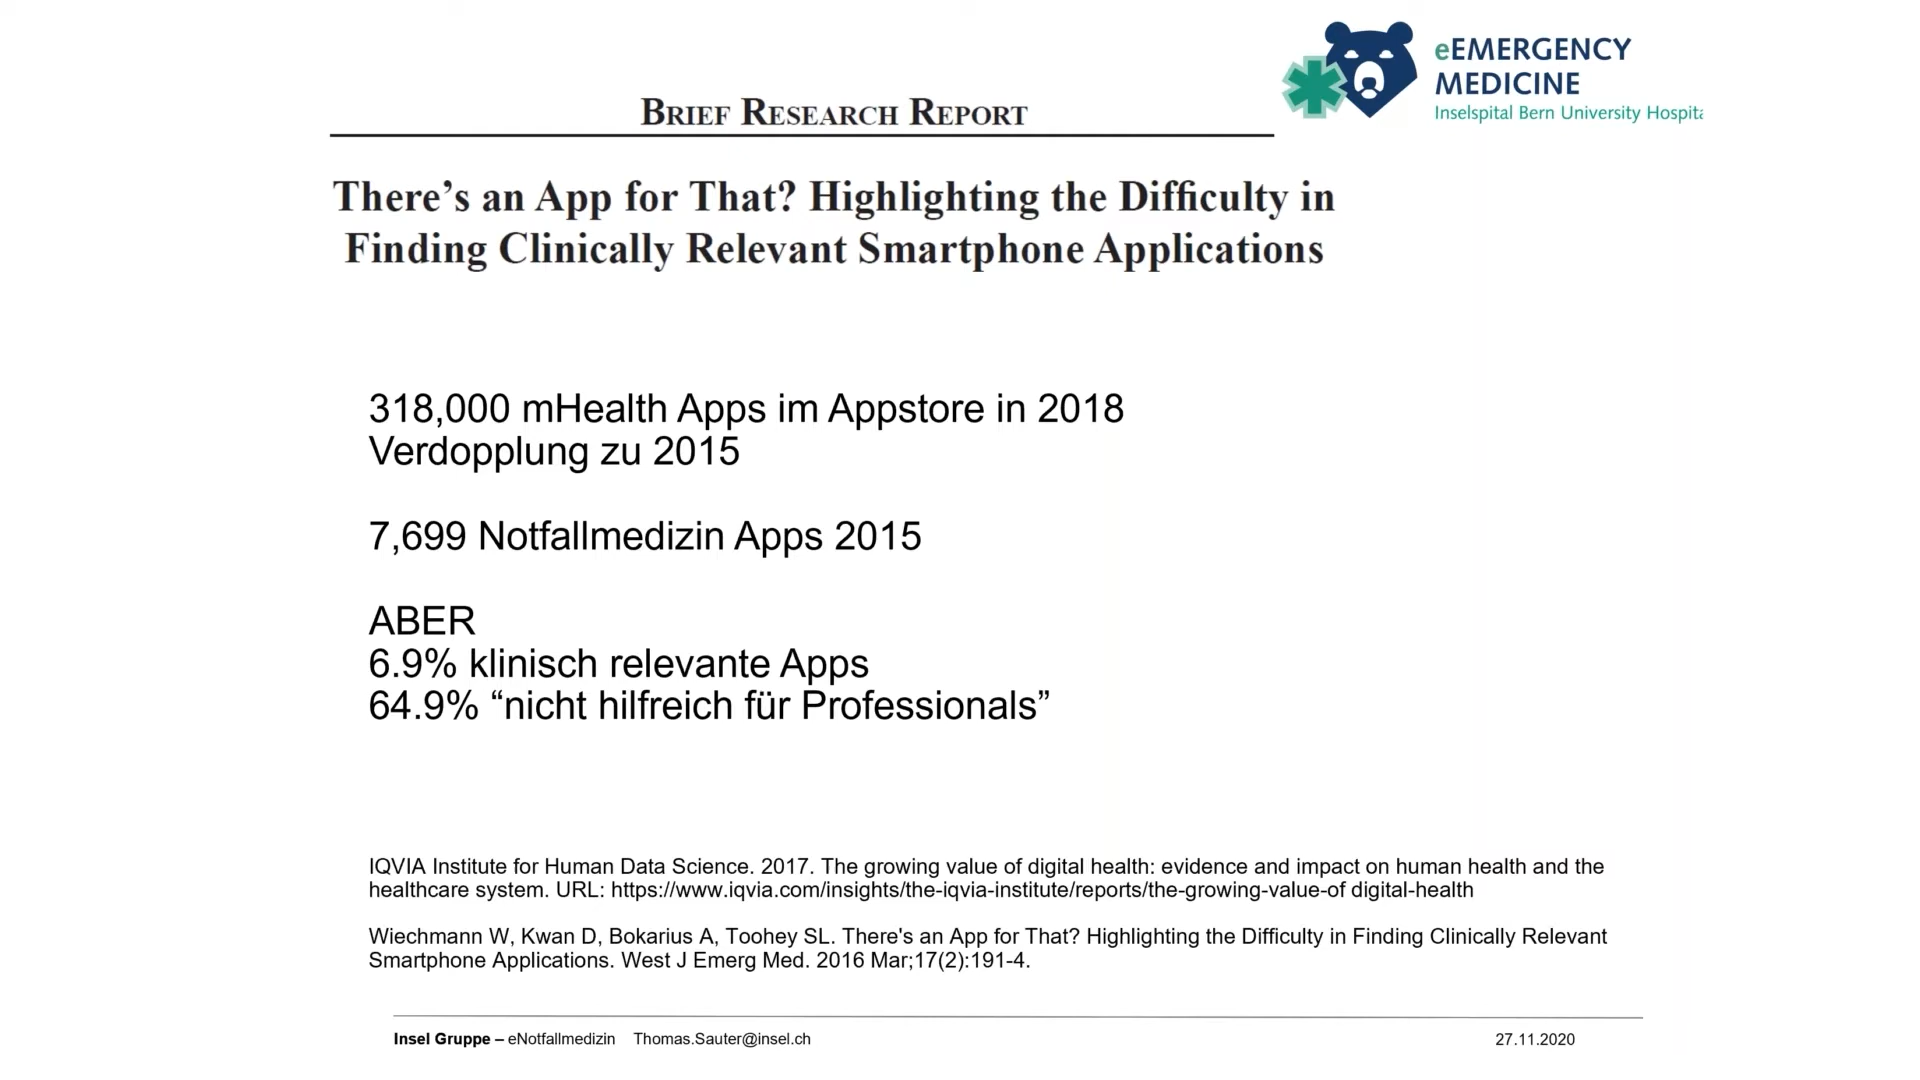 eEMERGENCY
MEDICINE
Inselspital Bern University Hospita
BRIEF RESEARCH REPORT
There’s an App for That? Highlighting the Difficulty in
Finding Clinically Relevant Smartphone Applications
318,000 mHealth Apps im Appstore in 2018
Verdopplung zu 2015
7,699 Notfallmedizin Apps 2015
ABER
6.9% klinisch relevante Apps
64.9% “nicht hilfreich für Professionals”
IQVIA Institute for Human Data Science. 2017. The growing value of digital health: evidence and impact on human health and the
healthcare system. URL: https://www.iqvia.com/insights/the-iqvia-institute/reports/the-growing-value-of digital-health
Wiechmann W, Kwan D, Bokarius A, Toohey SL. There's an App for That? Highlighting the Difficulty in Finding Clinically Relevant
Smartphone Applications. West J Emerg Med. 2016 Mar;17(2):191-4.
Insel Gruppe – eNotfallmedizin Thomas.Sauter@insel.ch 27.11.2020